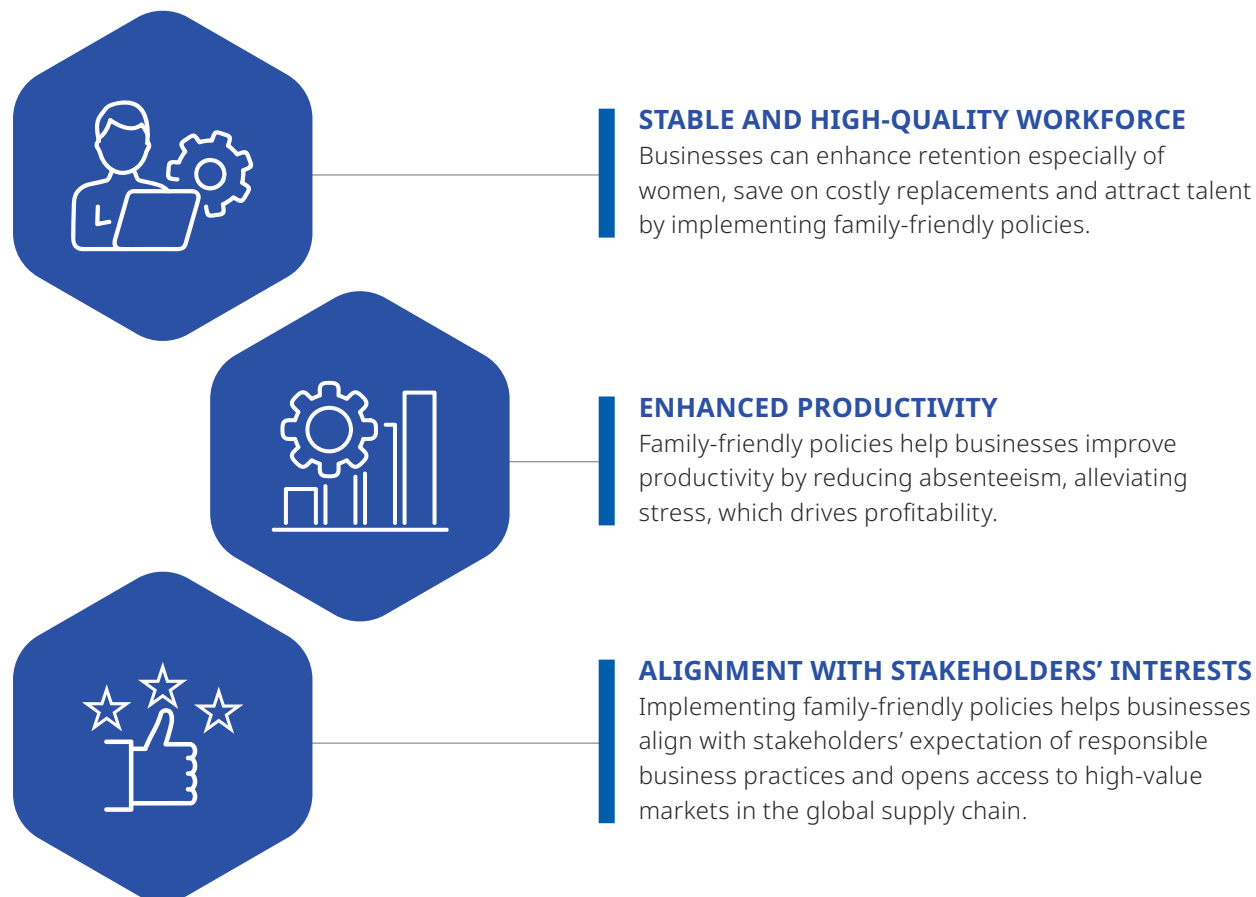 STABLE AND HIGH-QUALITY WORKFORCE
Businesses can enhance retention especially of
women, save on costly replacements and attract talent
by implementing family-friendly policies.
ENHANCED PRODUCTIVITY
Family-friendly policies help businesses improve
productivity by reducing absenteeism, alleviating
stress, which drives profitability.
ALIGNMENT WITH STAKEHOLDERS’ INTERESTS
Implementing family-friendly policies helps businesses
align with stakeholders’ expectation of responsible
business practices and opens access to high-value
markets in the global supply chain.